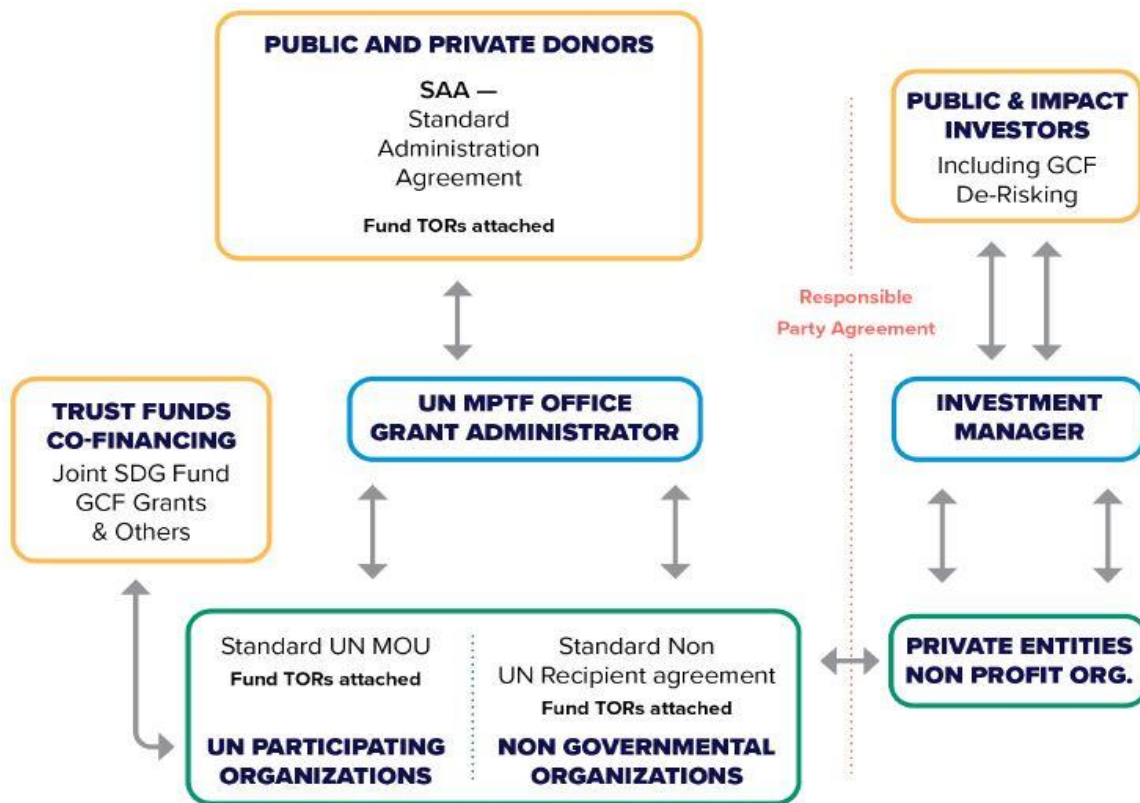 PUBLIC AND PRIVATE DONORS
SAA —
Standard
Administration
Agreement
Fund TORs attached
PUBLIC & IMPACT
INVESTORS
Including GCF
De-Risking
Responsible
Party Agreement
TRUST FUNDS
CO-FINANCING
Joint SDG Fund
GCF Grants
& Others
UN MPTF OFFICE
GRANT ADMINISTRATOR
INVESTMENT
MANAGER
Standard UN MOU
Fund TORs attached
UN PARTICIPATING
ORGANIZATIONS
Standard Non
UN Recipient agreement
Fund TORs attached
NON GOVERNMENTAL
ORGANIZATIONS
PRIVATE ENTITIES
NON PROFIT ORG.